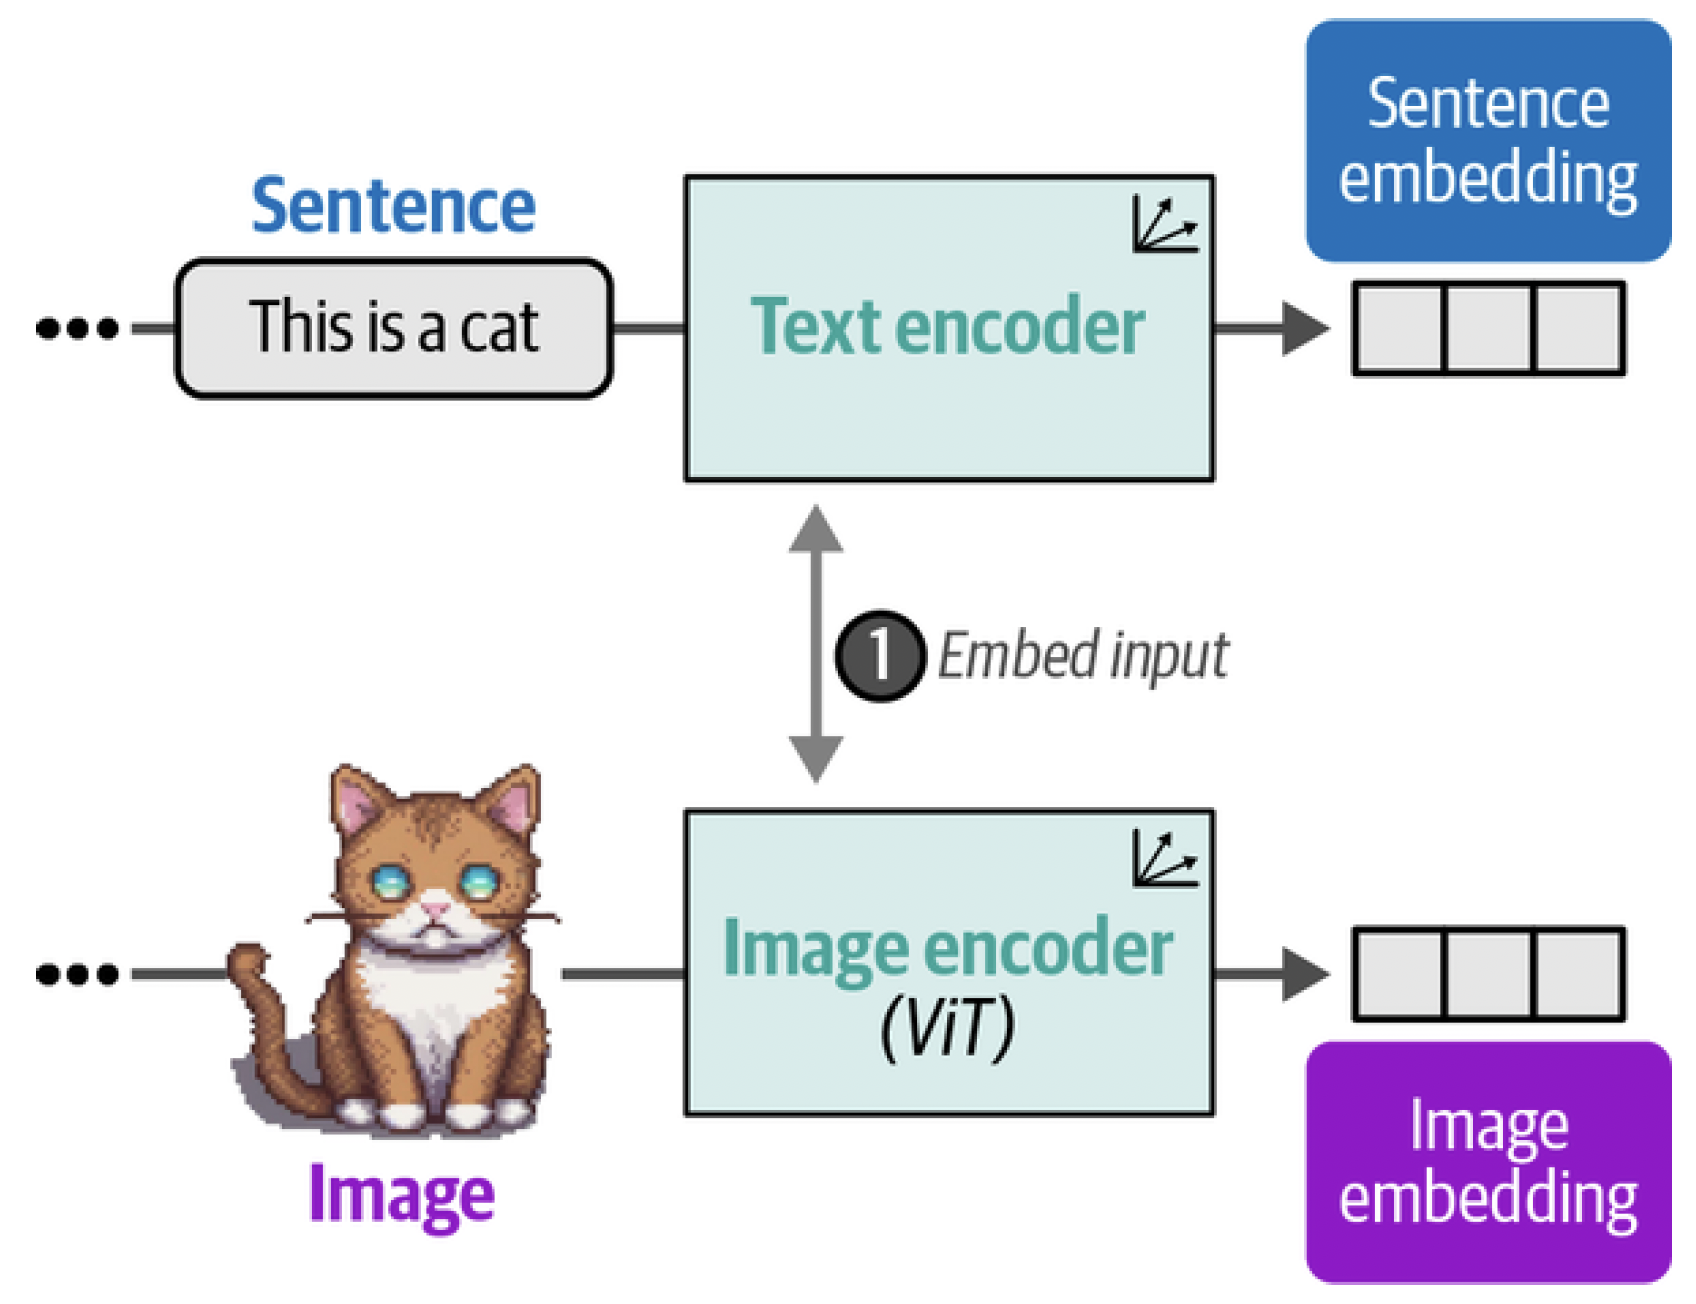 Sentence
embedding
Sentence
This is a cat
Text encoder
1 Embed input
Image encoder
(ViT)
Image
Image
embedding